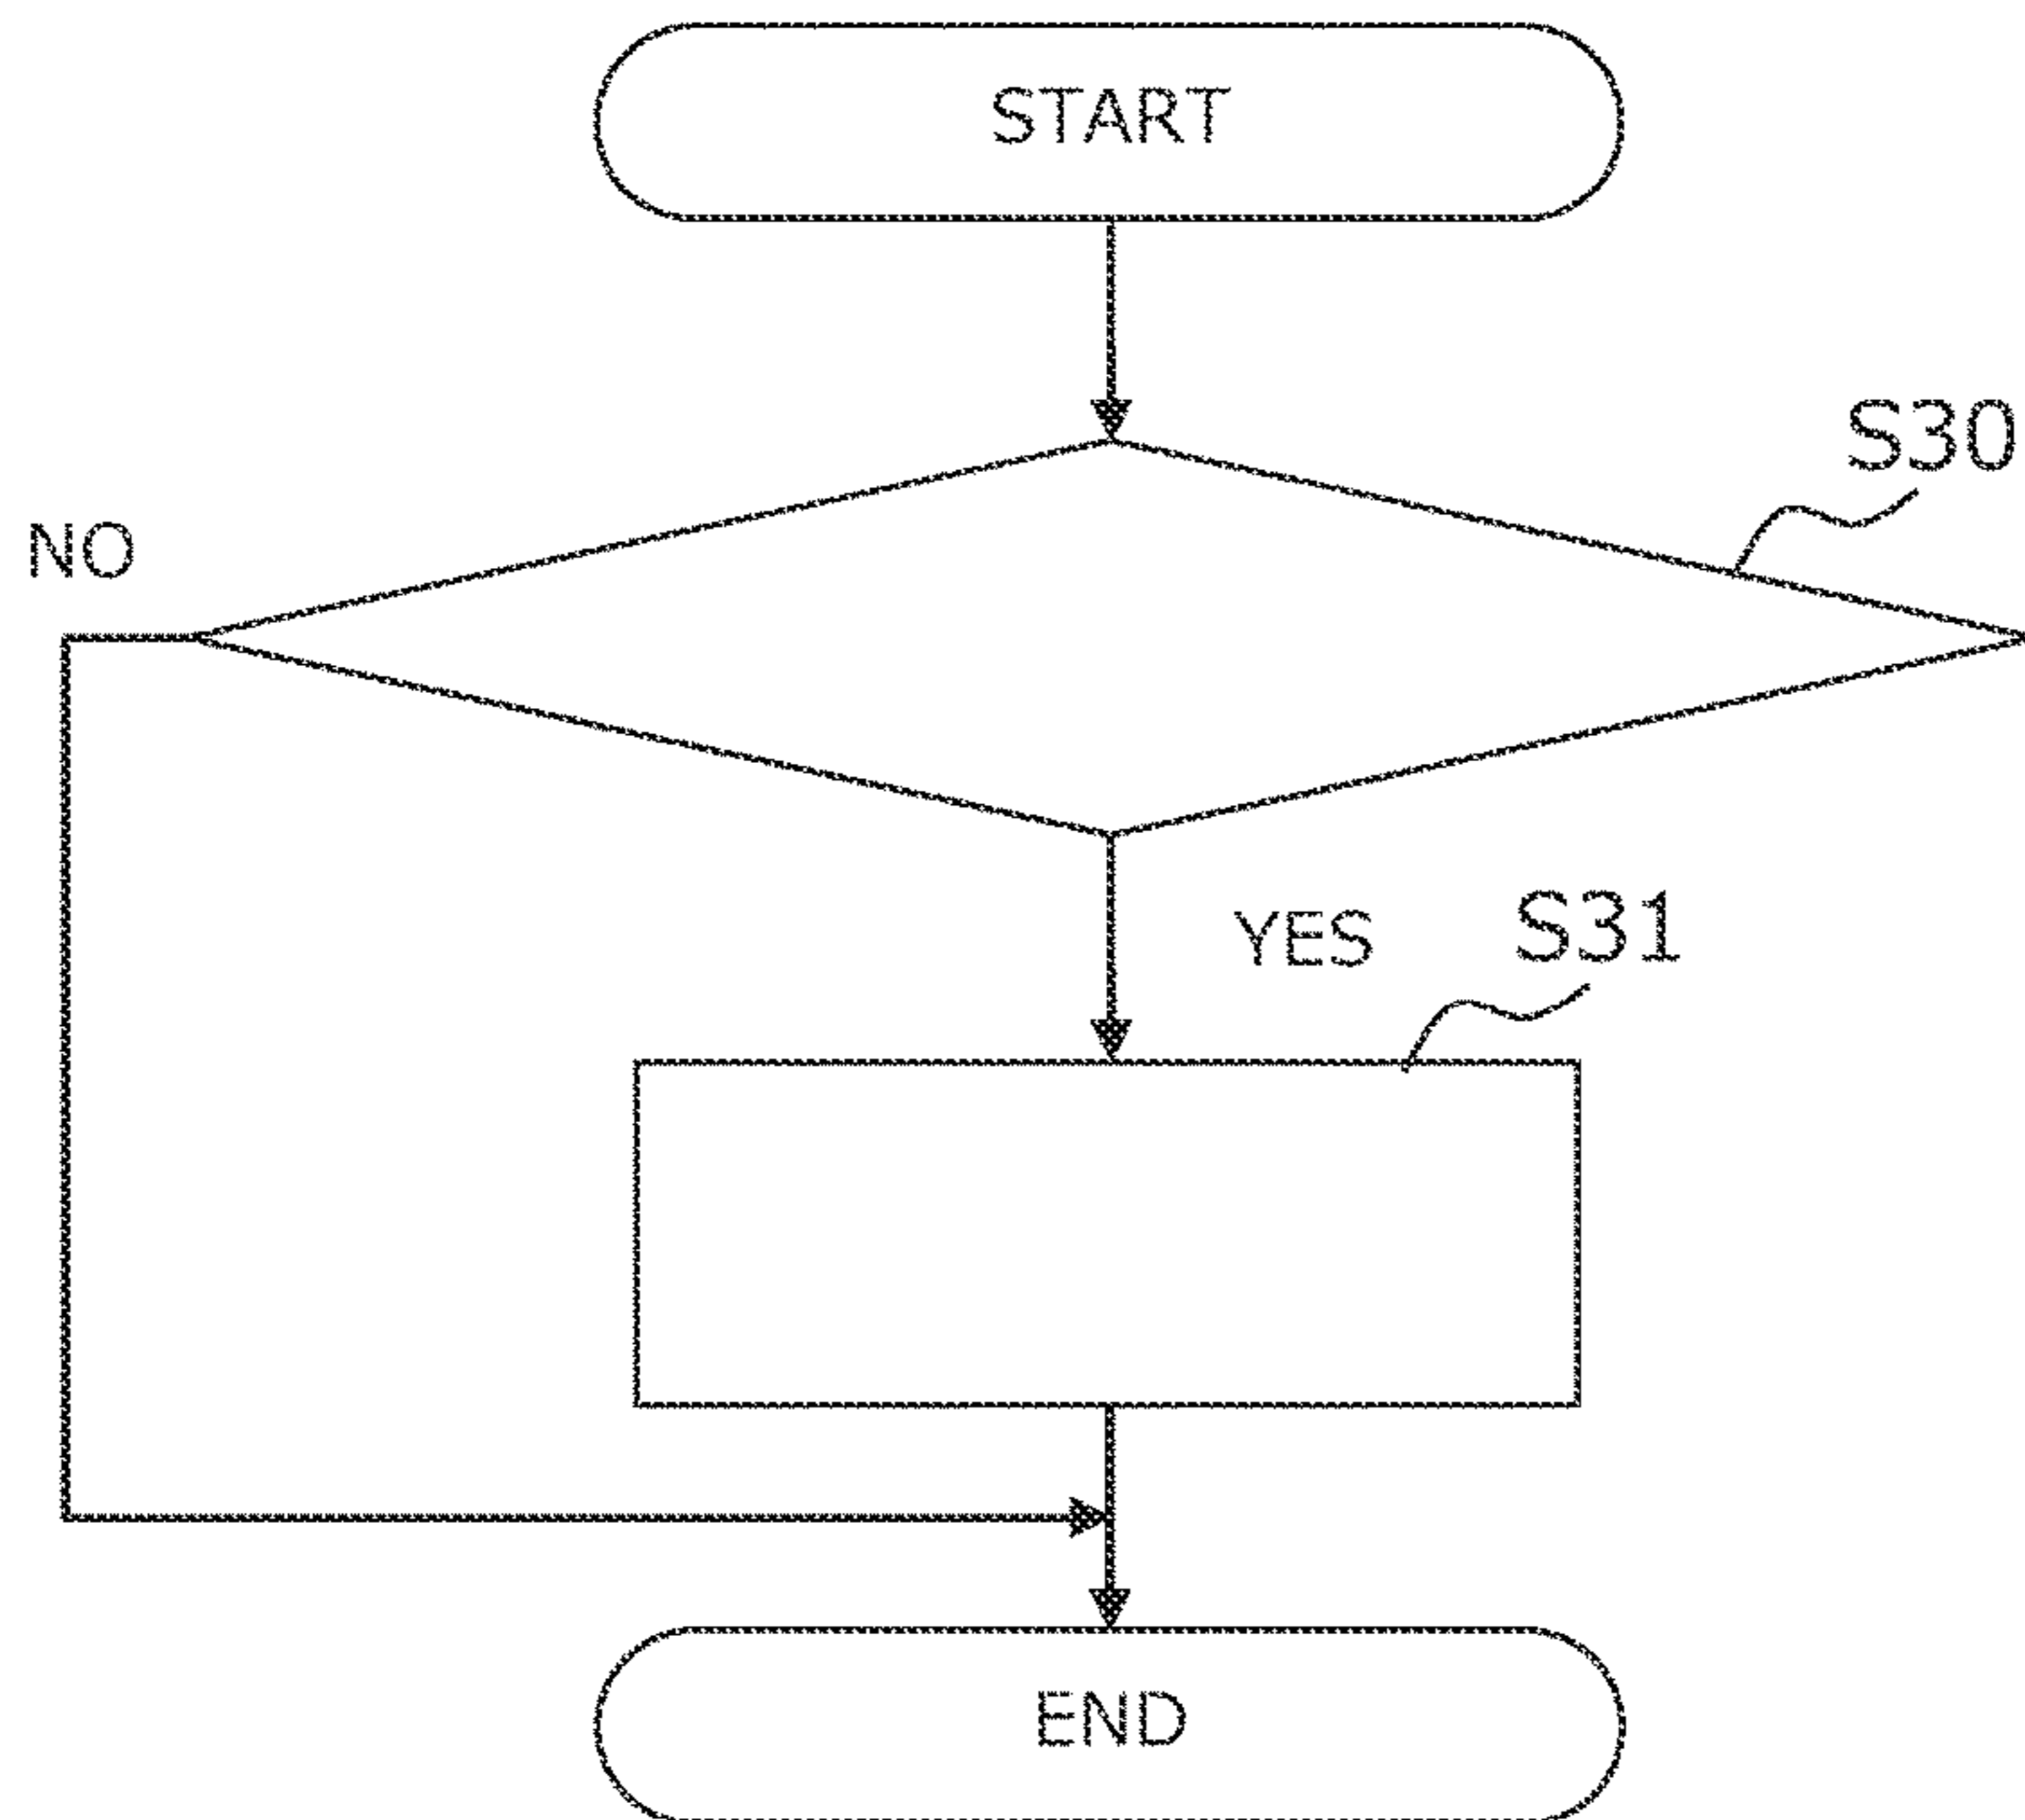 START
S30
NO
YES
S31
END